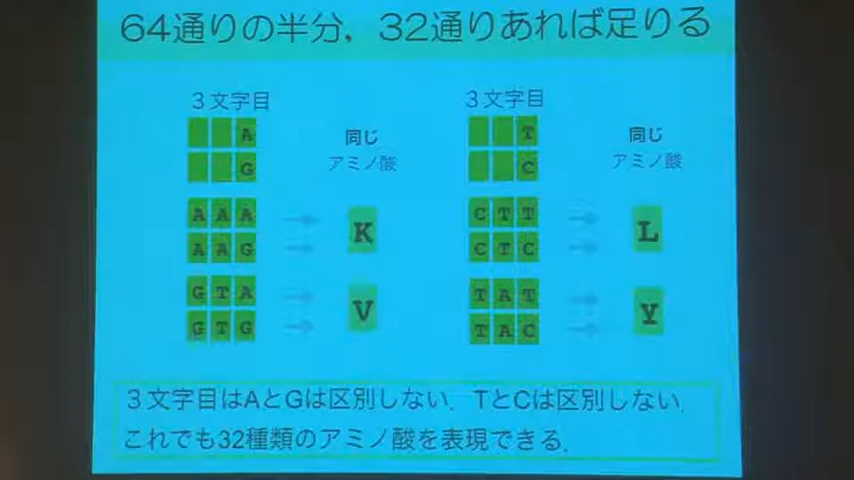 64通りの半分，32通りあれば足りる
３文字目 ３文字目
A 同じ T 同じ
G アミノ酸 C アミノ酸
A A A → K C T T → L
A A G → C T C →
G T A → V T A T → Y
G T G → T A C →
３文字目はAとGは区別しない．TとCは区別しない．
これでも32種類のアミノ酸を表現できる．